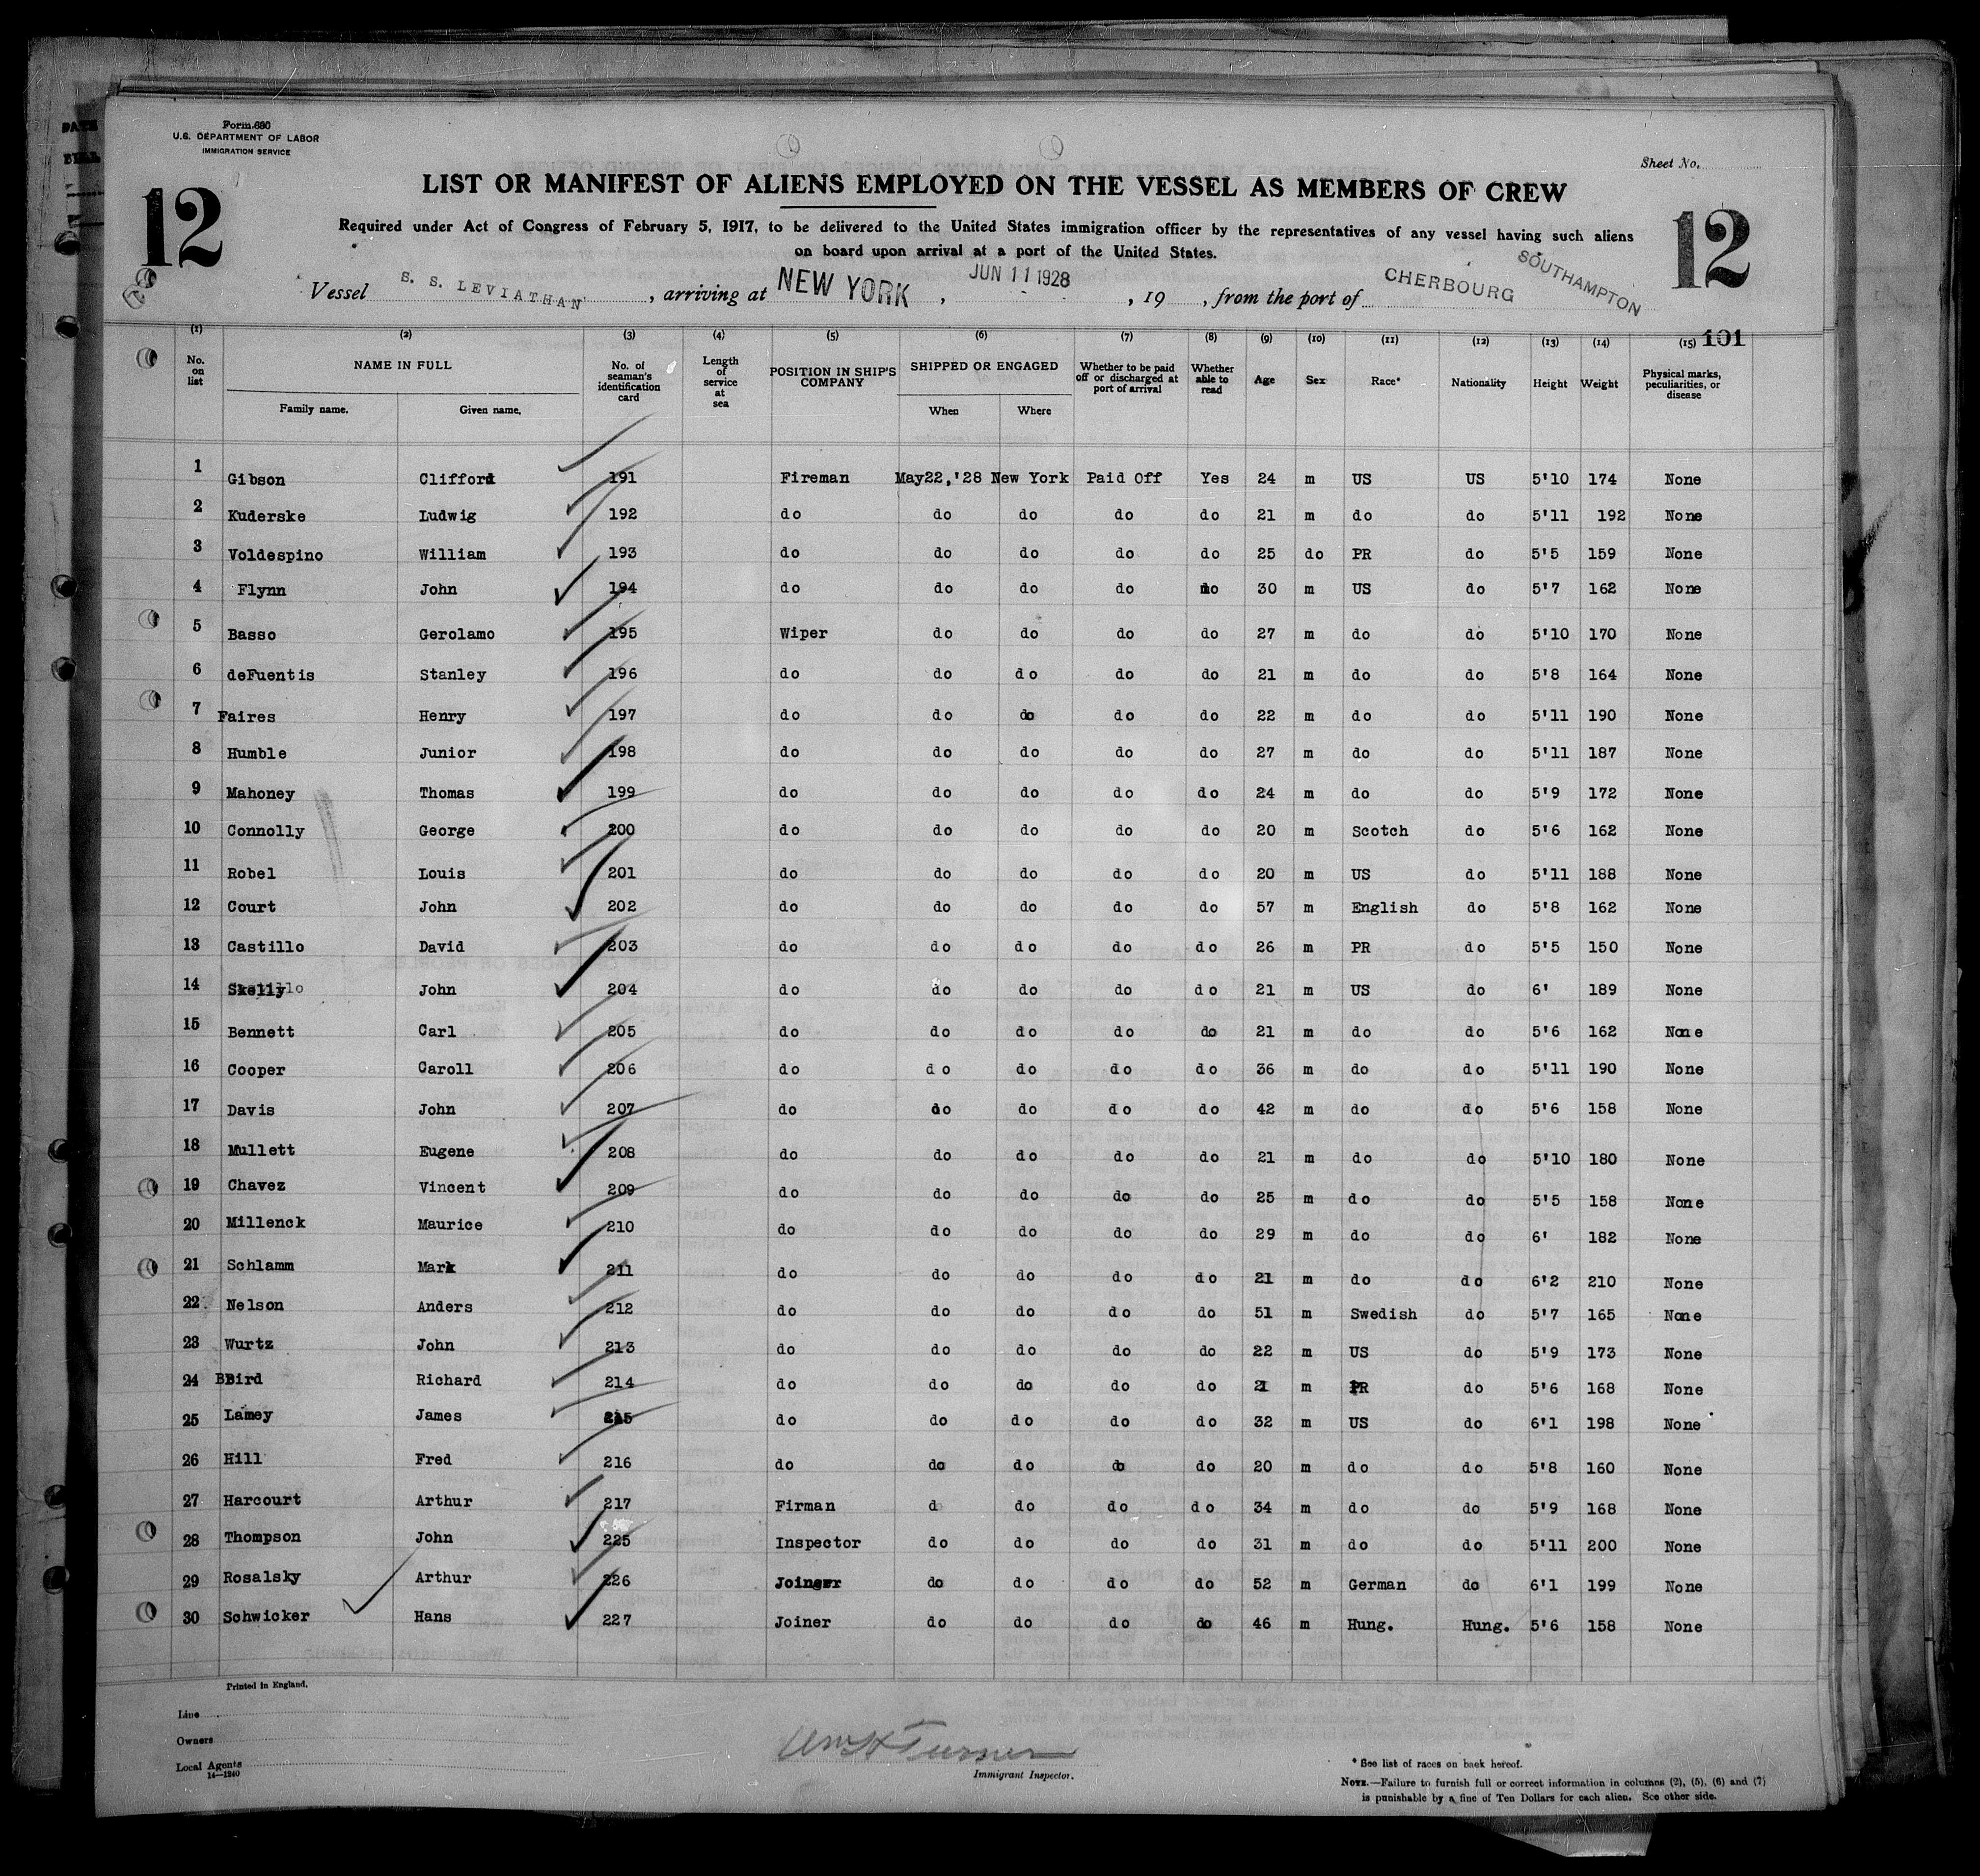 Form 680
U.S. DEPARTMENT OF LABOR
IMMIGRATION SERVICE
Sheet No.
12
12
LIST OR MANIFEST OF ALIENS EMPLOYED ON THE VESSEL AS MEMBERS OF CREW
Required under Act of Congress of February 5, 1917, to be delivered to the United States immigration officer by the representatives of any vessel having such aliens
on board upon arrival at a port of the United States.
Vessel S. S. LEVIATHAN, arriving at NEW YORK, JUN 11 1928, 19, from the port of CHERBOURG SOUTHAMPTON
101
(1) (2) (3) (4) (5) (6) (7) (8) (9) (10) (11) (12) (13) (14) (15)
No. on list NAME IN FULL Family name. Given name. No. of seaman's identification card Length of service at sea POSITION IN SHIP'S COMPANY SHIPPED OR ENGAGED When Where Whether to be paid off or discharged at port of arrival Whether able to read Age Sex Race* Nationality Height Weight Physical marks, peculiarities, or disease
1 Gibson Clifford 191 Fireman May22,'28 New York Paid Off Yes 24 m US US 5'10 174 None
2 Kuderske Ludwig 192 do do do do do 21 m do do 5'11 192 None
3 Voldespino William 193 do do do do do 25 do PR do 5'5 159 None
4 Flynn John 194 do do do do do 30 m US do 5'7 162 None
5 Basso Gerolamo 195 Wiper do do do do 27 m do do 5'10 170 None
6 deFuentis Stanley 196 do do do do do 21 m do do 5'8 164 None
7 Faires Henry 197 do do do do do 22 m do do 5'11 190 None
8 Humble Junior 198 do do do do do 27 m do do 5'11 187 None
9 Mahoney Thomas 199 do do do do do 24 m do do 5'9 172 None
10 Connolly George 200 do do do do do 20 m Scotch do 5'6 162 None
11 Robel Louis 201 do do do do do 20 m US do 5'11 188 None
12 Court John 202 do do do do do 57 m English do 5'8 162 None
13 Castillo David 203 do do do do do 26 m PR do 5'5 150 None
14 Skelly John 204 do do do do do 21 m US do 6' 189 None
15 Bennett Carl 205 do do do do do 21 m do do 5'6 162 None
16 Cooper Caroll 206 do do do do do 36 m do do 5'11 190 None
17 Davis John 207 do do do do do 42 m do do 5'6 158 None
18 Mullett Eugene 208 do do do do do 21 m do do 5'10 180 None
19 Chavez Vincent 209 do do do do do 25 m do do 5'5 158 None
20 Millenck Maurice 210 do do do do do 29 m do do 6' 182 None
21 Schlamm Mark 211 do do do do do 21 m do do 6'2 210 None
22 Nelson Anders 212 do do do do do 51 m Swedish do 5'7 165 None
23 Wurtz John 213 do do do do do 22 m US do 5'9 173 None
24 BBird Richard 214 do do do do do 21 m PR do 5'6 168 None
25 Lamey James 215 do do do do do 32 m US do 6'1 198 None
26 Hill Fred 216 do do do do do 20 m do do 5'8 160 None
27 Harcourt Arthur 217 Firman d do do do 34 m do do 5'9 168 None
28 Thompson John 225 Inspector do do do do 31 m do do 5'11 200 None
29 Rosalsky Arthur 226 Joiner do do do do 52 m German do 6'1 199 None
30 Schwicker Hans 227 Joiner do do do do 46 m Hung. Hung. 5'6 158 None
Printed in England.
Line
Owners
Local Agents
14—1240
Wm H Turner
Immigrant Inspector.
* See list of races on back hereof.
NOTE.—Failure to furnish full or correct information in columns (2), (5), (6) and (7)
is punishable by a fine of Ten Dollars for each alien. See other side.